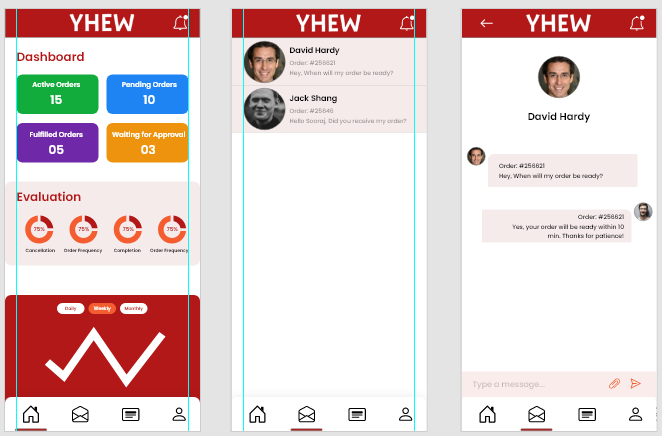 YHEW
Dashboard
Active Orders
15
Pending Orders
10
Fulfilled Orders
05
Waiting for Approval
03
Evaluation
75%
75%
75%
75%
Cancellation
Order Frequency
Completion
Order Frequency
Daily
Weekly
Monthly
YHEW
David Hardy
Order: #256621
Hey, When will my order be ready?
Jack Shang
Order: #25646
Hello Sooraj, Did you receive my order?
YHEW
David Hardy
Order: #256621
Hey, When will my order be ready?
Order: #256621
Yes, your order will be ready within 10
min. Thanks for patience!
Type a message...